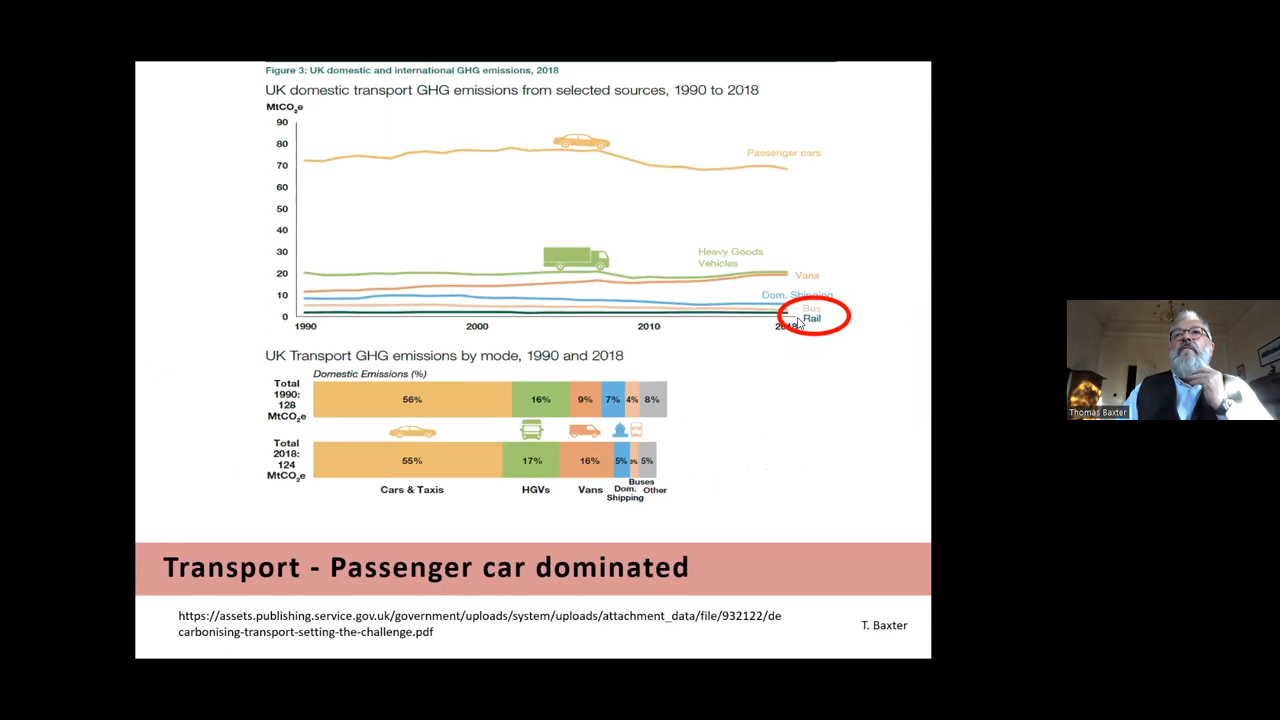 Figure 3: UK domestic and international GHG emissions, 2018
UK domestic transport GHG emissions from selected sources, 1990 to 2018
MtCO₂e
90
80
70
60
50
40
30
20
10
0
1990
2000
2010
2018
Passenger cars
Heavy Goods
Vehicles
Vans
Dom. Shipping
Bus
Rail
UK Transport GHG emissions by mode, 1990 and 2018
Domestic Emissions (%)
Total
1990:
128
MtCO₂e
56%
16%
9%
7%
4%
8%
Total
2018:
124
MtCO₂e
55%
17%
16%
5%
3%
5%
Cars & Taxis
HGVs
Vans
Dom.
Shipping
Buses
Other
Transport - Passenger car dominated
https://assets.publishing.service.gov.uk/government/uploads/system/uploads/attachment_data/file/932122/de
carbonising-transport-setting-the-challenge.pdf
T. Baxter
Thomas Baxter